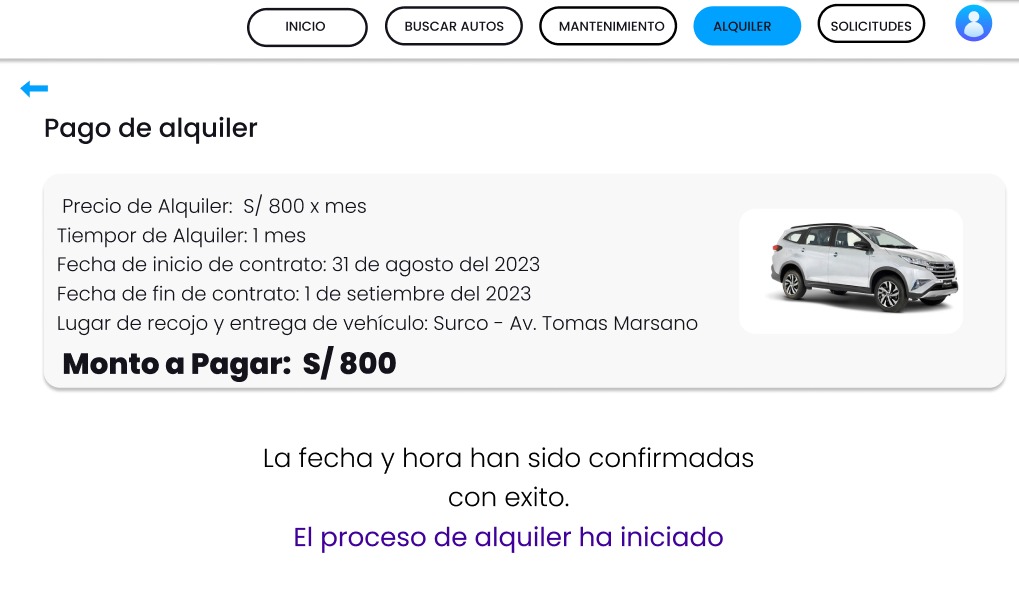 INICIO
BUSCAR AUTOS
MANTENIMIENTO
ALQUILER
SOLICITUDES
Pago de alquiler
Precio de Alquiler: S/ 800 x mes
Tiempor de Alquiler: 1 mes
Fecha de inicio de contrato: 31 de agosto del 2023
Fecha de fin de contrato: 1 de setiembre del 2023
Lugar de recojo y entrega de vehículo: Surco - Av. Tomas Marsano
Monto a Pagar: S/ 800
La fecha y hora han sido confirmadas
con exito.
El proceso de alquiler ha iniciado